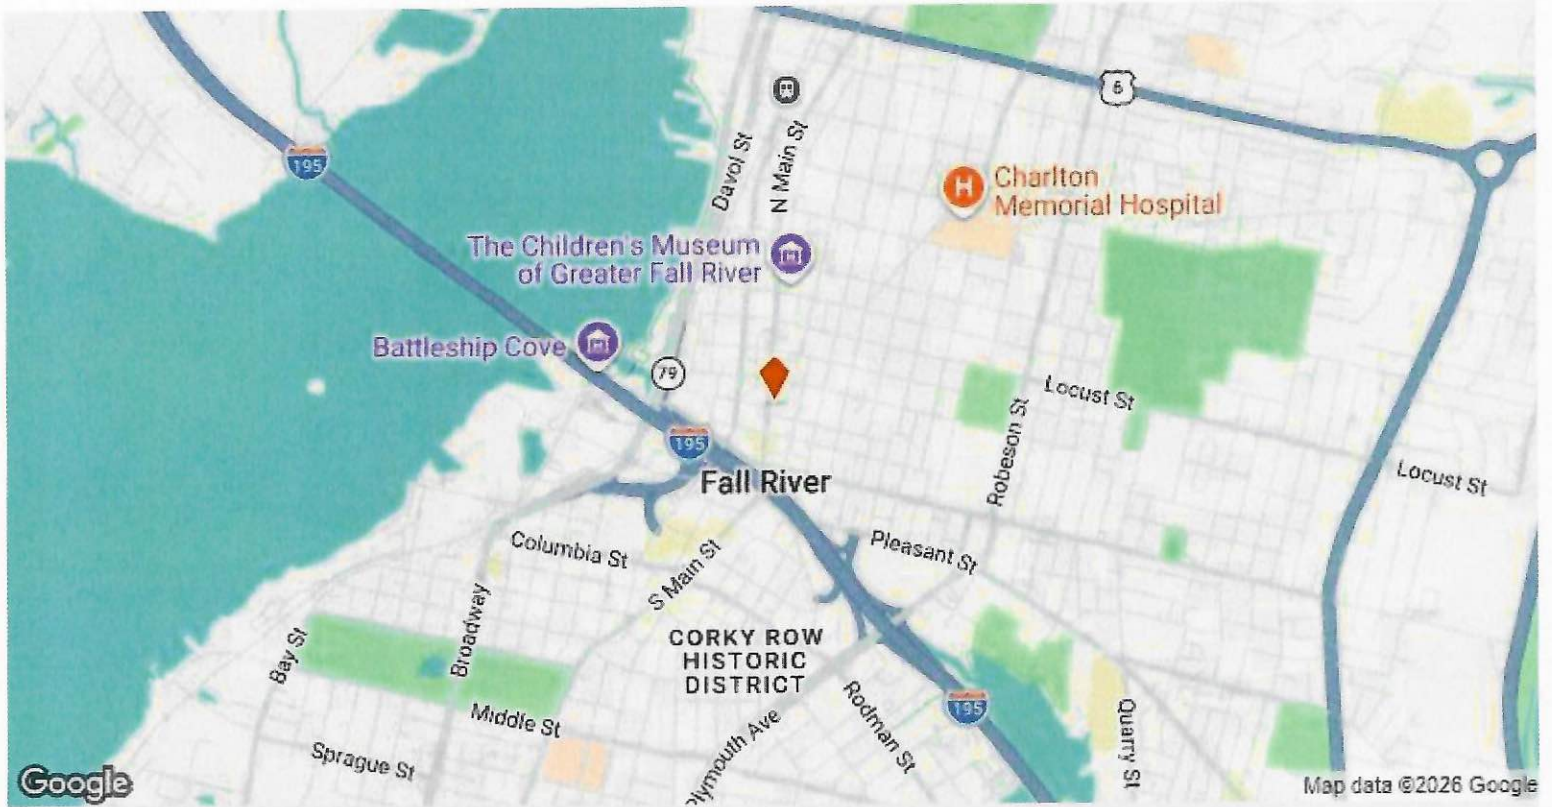 6
195
Davol St
N Main St
Charlton
Memorial Hospital
The Children's Museum
of Greater Fall River
Battleship Cove
79
Locust St
Robeson St
195
Fall River
Locust St
Columbia St
Pleasant St
S Main St
Broadway
CORKY ROW
HISTORIC
DISTRICT
Bay St
Middle St
Rodman St
195
Quarry St
Plymouth Ave
Sprague St
Google
Map data ©2026 Google